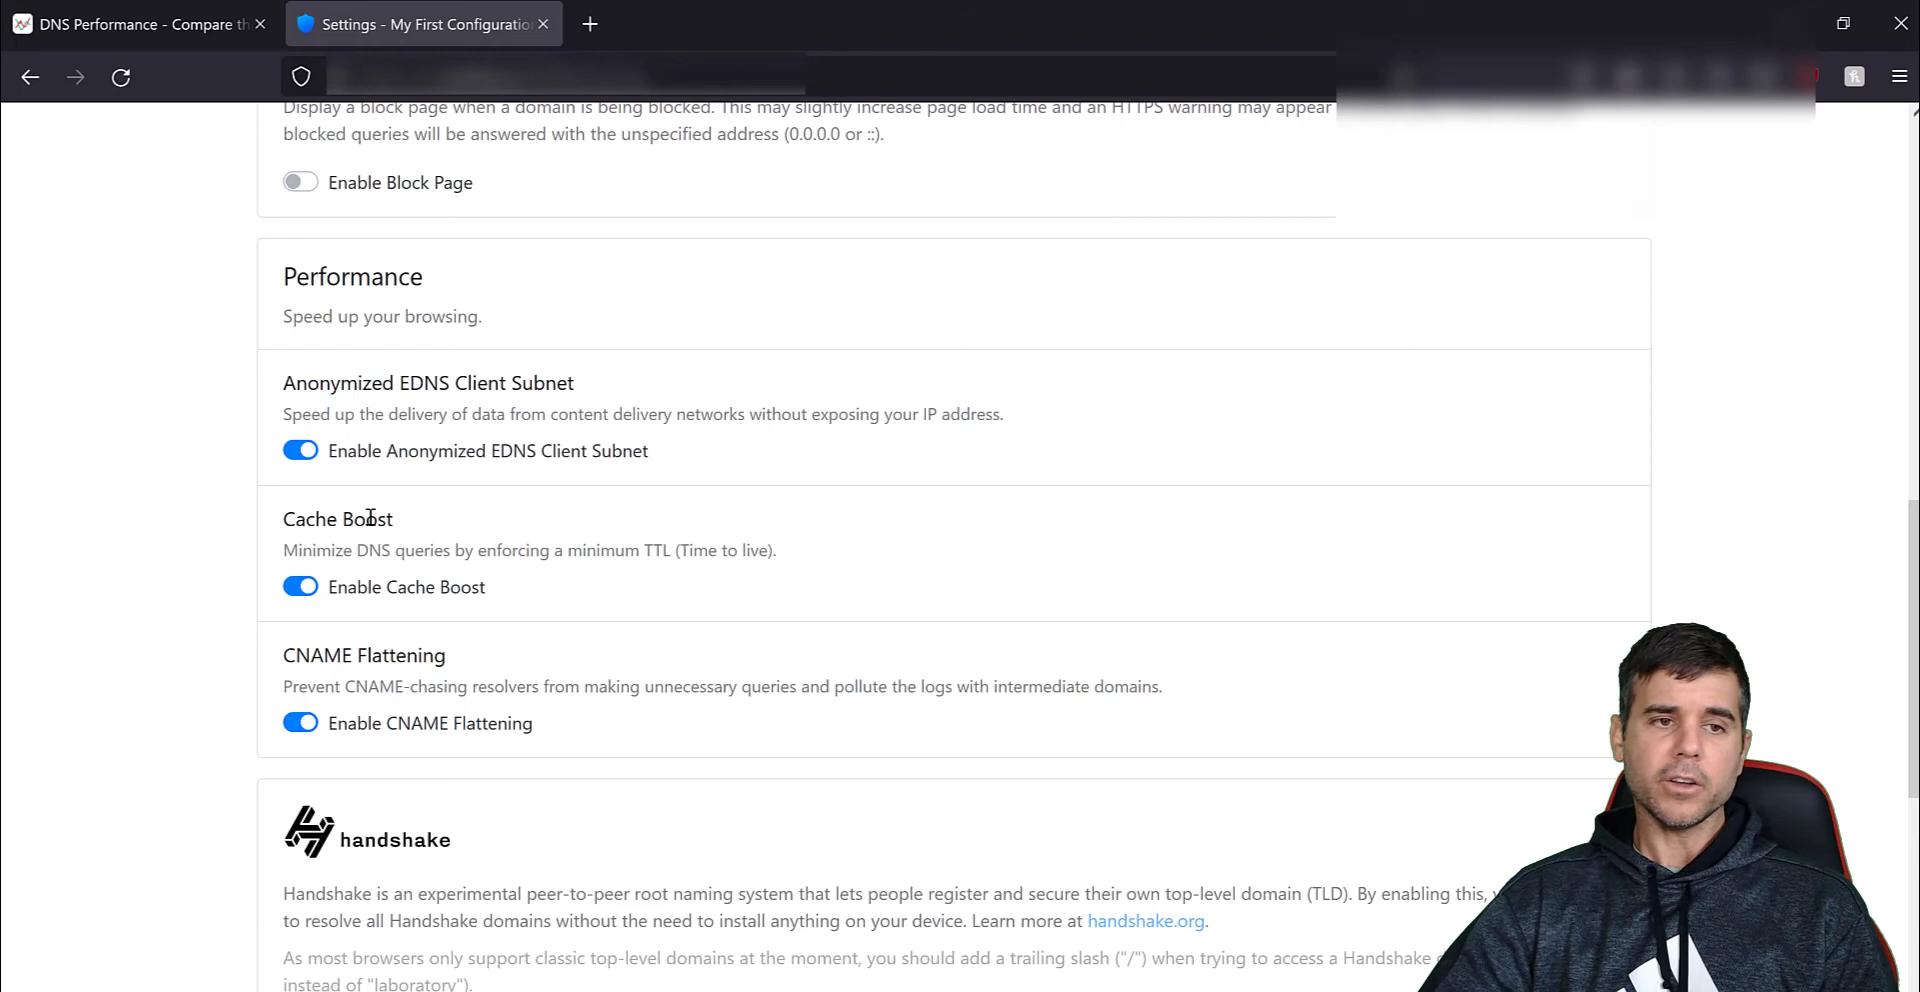 DNS Performance - Compare th
Settings - My First Configuratio
Display a block page when a domain is being blocked. This may slightly increase page load time and an HTTPS warning may appear
blocked queries will be answered with the unspecified address (0.0.0.0 or ::).
Enable Block Page
Performance
Speed up your browsing.
Anonymized EDNS Client Subnet
Speed up the delivery of data from content delivery networks without exposing your IP address.
Enable Anonymized EDNS Client Subnet
Cache Boost
Minimize DNS queries by enforcing a minimum TTL (Time to live).
Enable Cache Boost
CNAME Flattening
Prevent CNAME-chasing resolvers from making unnecessary queries and pollute the logs with intermediate domains.
Enable CNAME Flattening
handshake
Handshake is an experimental peer-to-peer root naming system that lets people register and secure their own top-level domain (TLD). By enabling this,
to resolve all Handshake domains without the need to install anything on your device. Learn more at handshake.org.
As most browsers only support classic top-level domains at the moment, you should add a trailing slash ("/") when trying to access a Handshake
instead of "laboratory").